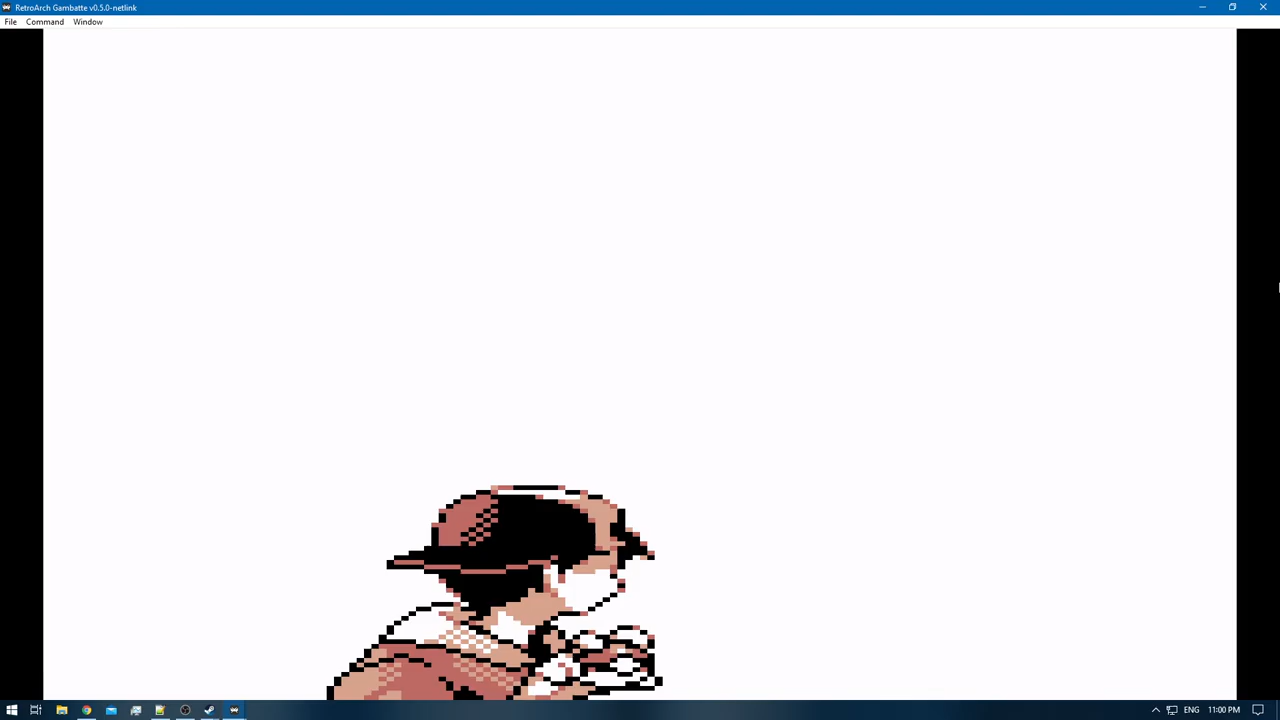 RetroArch Gambatte v0.5.0-netlink
File Command Window
ENG 11:00 PM